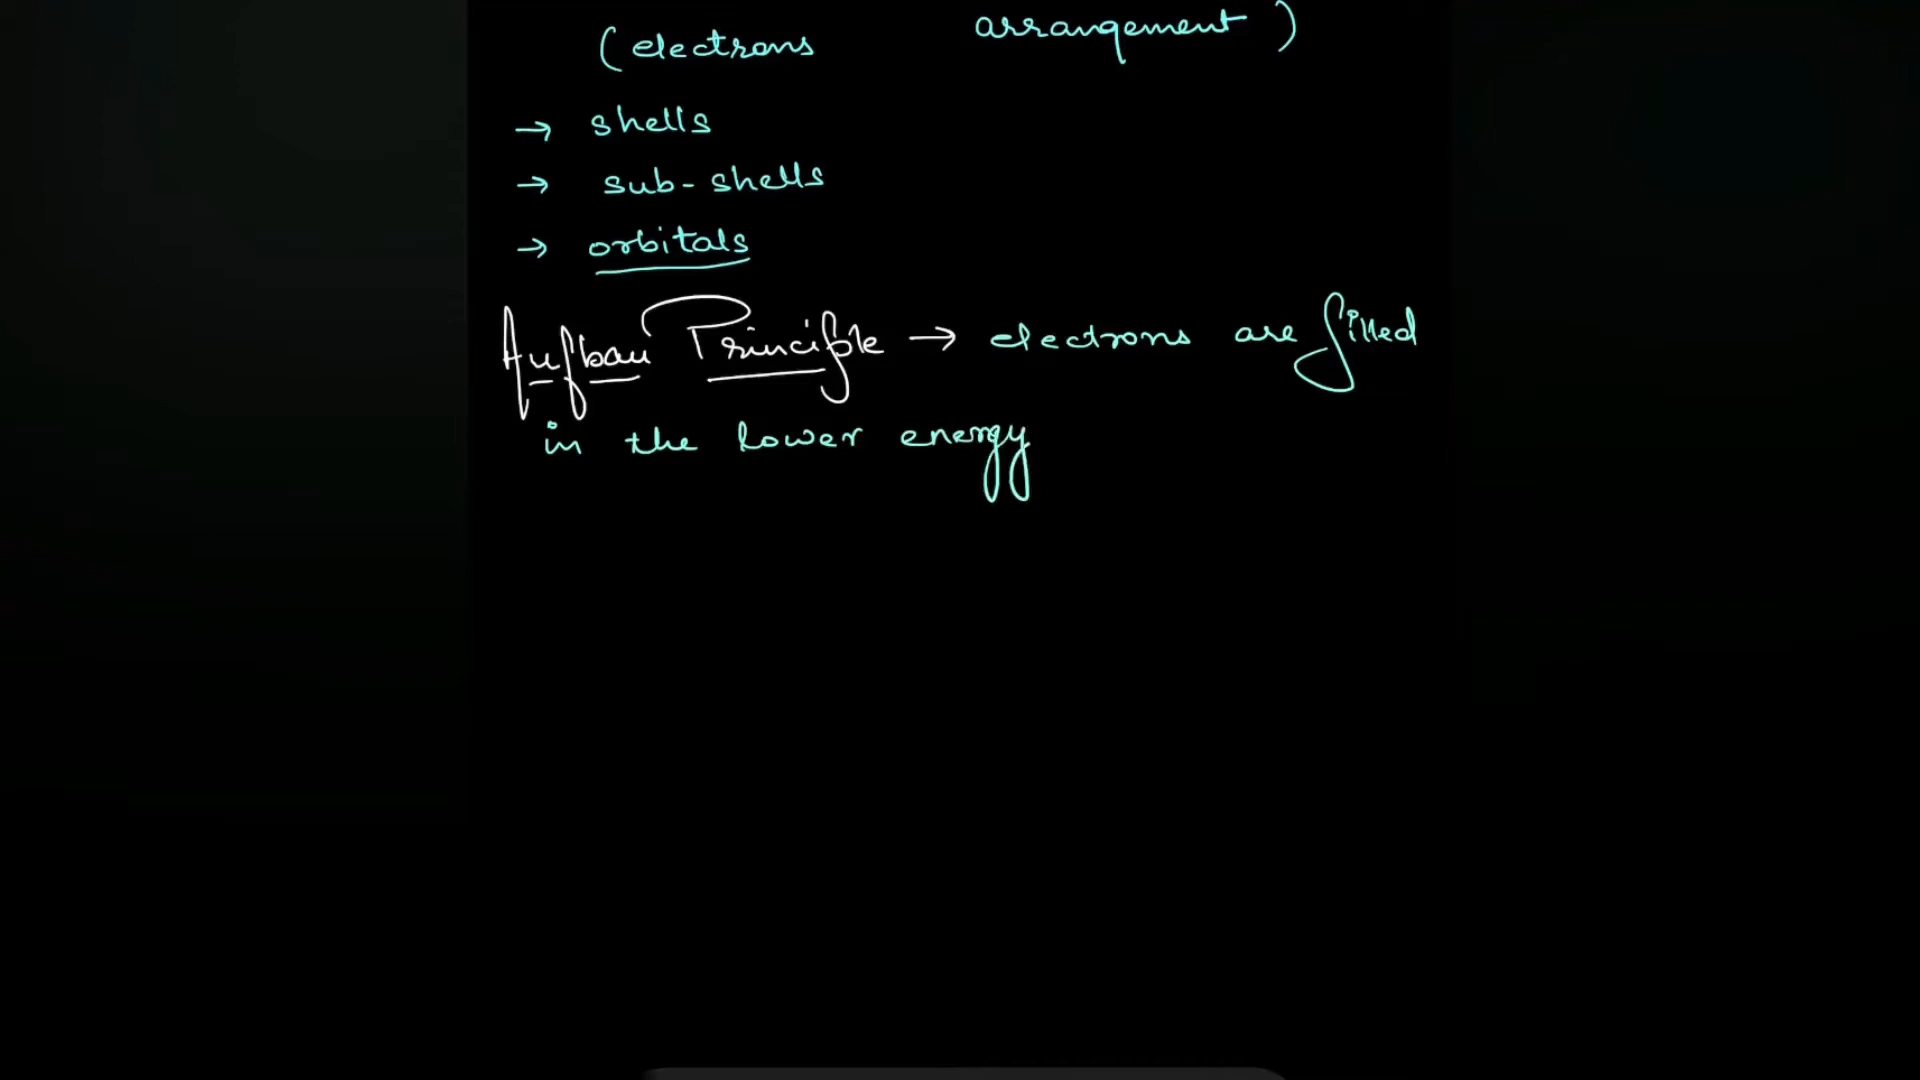 (electrons arrangement)
→ shells
→ sub-shells
→ orbitals
Aufbau Principle → electrons are filled
in the lower energy